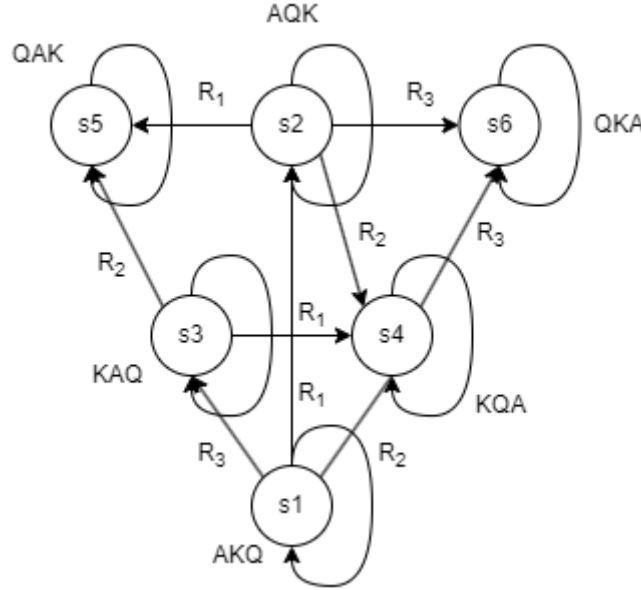 AQK
QAK
R1
R3
s5
s2
s6
QKA
R2
R2
R3
R1
s3
s4
KAQ
R1
KQA
R3
R2
s1
AKQ